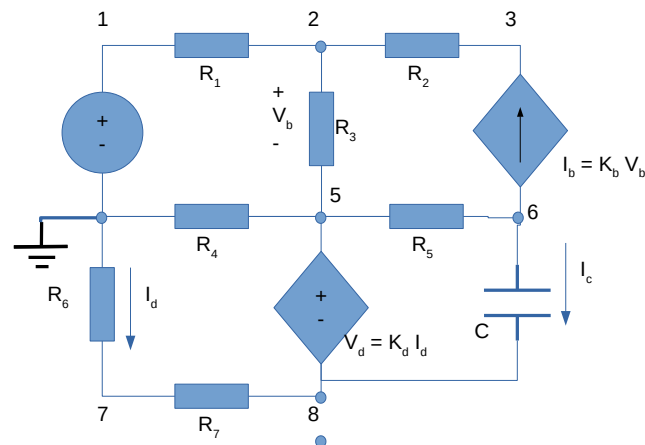 1
2
3
R1
R2
+
Vb
-
R3
+
-
Ib = Kb Vb
5
6
R4
R5
R6
Id
+
-
Vd = Kd Id
Ic
C
7
R7
8